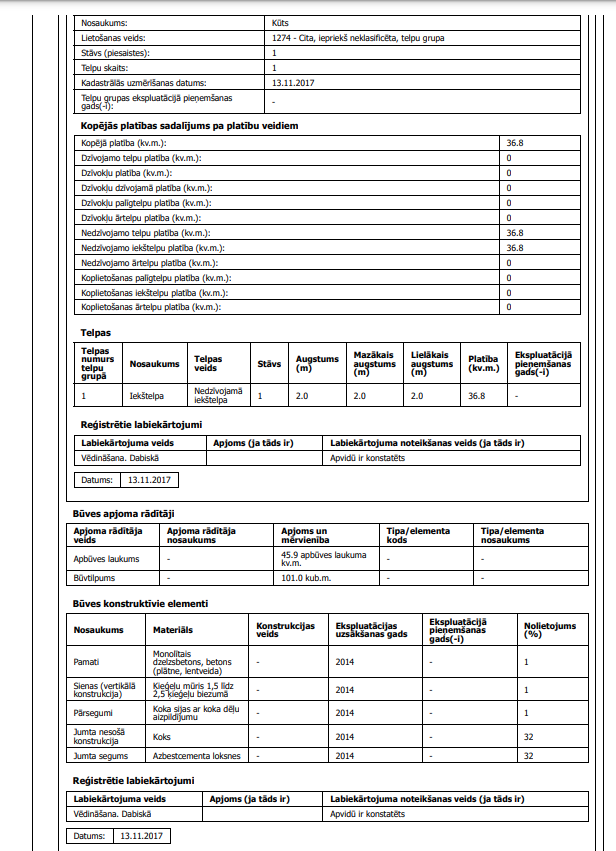 Nosaukums: Kūts
Lietošanas veids: 1274 - Cita, iepriekš neklasificēta, telpu grupa
Stāvs (piesaistes): 1
Telpu skaits: 1
Kadastrālās uzmērīšanas datums: 13.11.2017
Telpu grupas ekspluatācijā pieņemšanas
gads(-i): -
Kopējās platības sadalījums pa platību veidiem
Kopējā platība (kv.m.): 36.8
Dzīvojamo telpu platība (kv.m.): 0
Dzīvokļu platība (kv.m.): 0
Dzīvokļu dzīvojamā platība (kv.m.): 0
Dzīvokļu palīgtelpu platība (kv.m.): 0
Dzīvokļu ārtelpu platība (kv.m.): 0
Nedzīvojamo telpu platība (kv.m.): 36.8
Nedzīvojamo iekštelpu platība (kv.m.): 36.8
Nedzīvojamo ārtelpu platība (kv.m.): 0
Koplietošanas palīgtelpu platība (kv.m.): 0
Koplietošanas iekštelpu platība (kv.m.): 0
Koplietošanas ārtelpu platība (kv.m.): 0
Telpas
Telpas numurs telpu grupā Nosaukums Telpas veids Stāvs Augstums (m) Mazākais augstums (m) Lielākais augstums (m) Platība (kv.m.) Ekspluatācijā pieņemšanas gads(-i)
1 Iekštelpa Nedzīvojamā iekštelpa 1 2.0 2.0 2.0 36.8 -
Reģistrētie labiekārtojumi
Labiekārtojuma veids Apjoms (ja tāds ir) Labiekārtojuma noteikšanas veids (ja tāds ir)
Vēdināšana. Dabiskā Apvidū ir konstatēts
Datums: 13.11.2017
Būves apjoma rādītāji
Apjoma rādītāja veids Apjoma rādītāja nosaukums Apjoms un mērvienība Tipa/elementa kods Tipa/elementa nosaukums
Apbūves laukums - 45.9 apbūves laukuma kv.m. - -
Būvtilpums - 101.0 kub.m. - -
Būves konstruktīvie elementi
Nosaukums Materiāls Konstrukcijas veids Ekspluatācijas uzsākšanas gads Ekspluatācijā pieņemšanas gads(-i) Nolietojums (%)
Pamati Monolītais dzelzsbetons, betons (plātne, lentveida) - 2014 - 1
Sienas (vertikālā konstrukcija) Ķieģeļu mūris 1,5 līdz 2,5 ķieģeļu biezumā - 2014 - 1
Pārsegumi Koka sijas ar koka dēļu aizpildījumu - 2014 - 1
Jumta nesošā konstrukcija Koks - 2014 - 32
Jumta segums Azbestcementa loksnes - 2014 - 32
Reģistrētie labiekārtojumi
Labiekārtojuma veids Apjoms (ja tāds ir) Labiekārtojuma noteikšanas veids (ja tāds ir)
Vēdināšana. Dabiskā Apvidū ir konstatēts
Datums: 13.11.2017